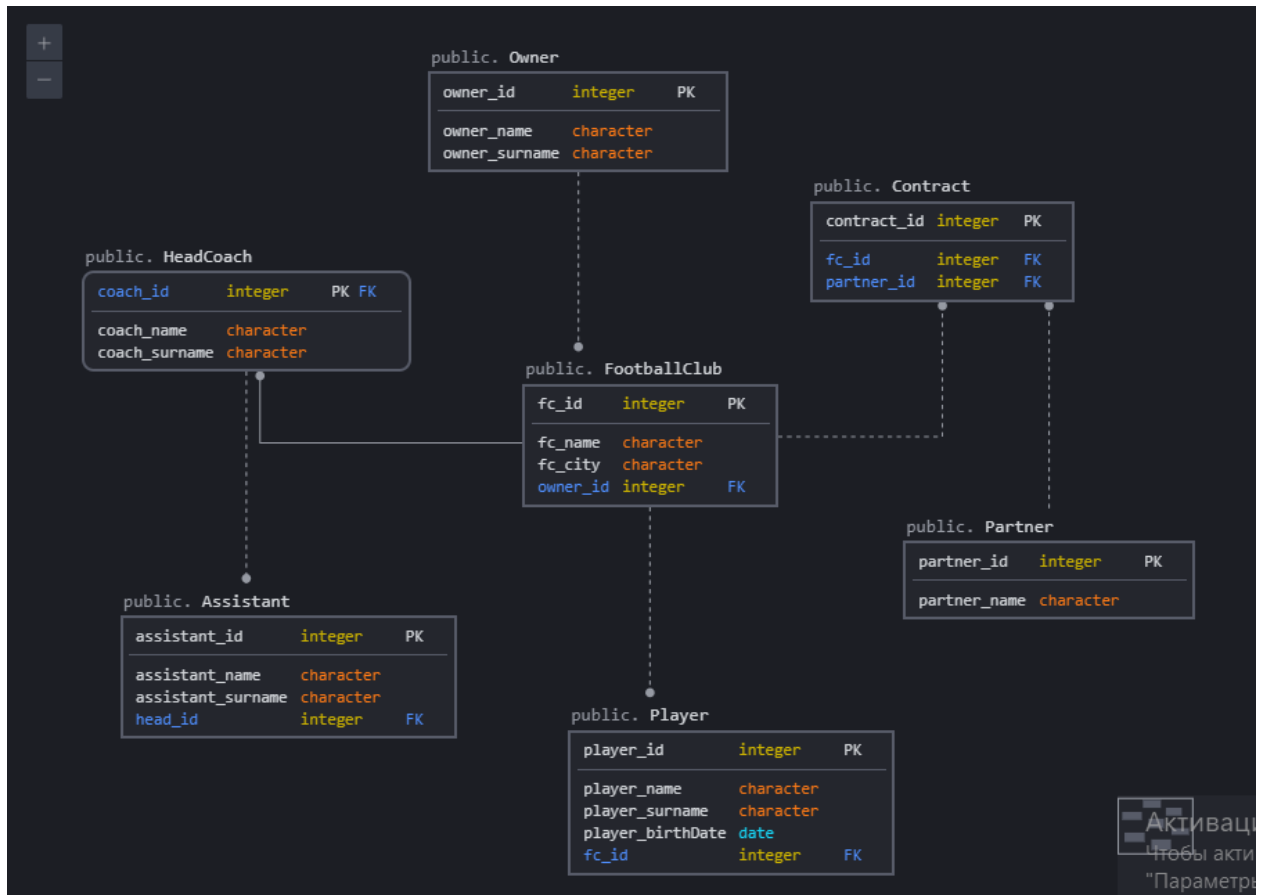 +
−
public. Owner
owner_id integer PK
owner_name character
owner_surname character
public. Contract
contract_id integer PK
fc_id integer FK
partner_id integer FK
public. HeadCoach
coach_id integer PK FK
coach_name character
coach_surname character
public. FootballClub
fc_id integer PK
fc_name character
fc_city character
owner_id integer FK
public. Partner
partner_id integer PK
partner_name character
public. Assistant
assistant_id integer PK
assistant_name character
assistant_surname character
head_id integer FK
public. Player
player_id integer PK
player_name character
player_surname character
player_birthDate date
fc_id integer FK
Активаци
Чтобы акти
"Параметры